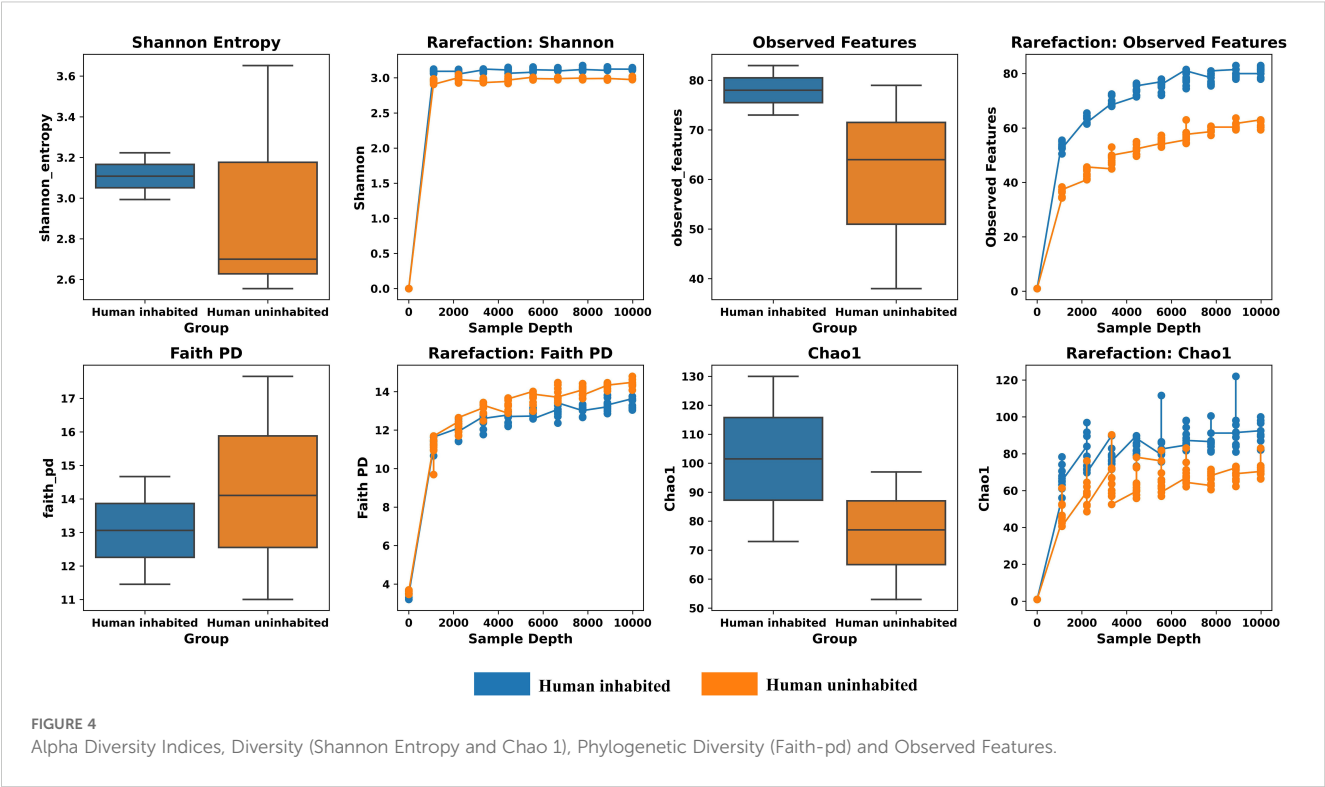 Shannon Entropy
3.6
3.4
3.2
3.0
2.8
2.6
shannon_entropy
Human inhabited Human uninhabited
Group
Rarefaction: Shannon
3.0
2.5
2.0
1.5
1.0
0.5
0.0
Shannon
0 2000 4000 6000 8000 10000
Sample Depth
Observed Features
80
70
60
50
40
observed_features
Human inhabited Human uninhabited
Group
Rarefaction: Observed Features
80
60
40
20
0
Observed Features
0 2000 4000 6000 8000 10000
Sample Depth
Faith PD
17
16
15
14
13
12
11
faith_pd
Human inhabited Human uninhabited
Group
Rarefaction: Faith PD
14
12
10
8
6
4
Faith PD
0 2000 4000 6000 8000 10000
Sample Depth
Chao1
130
120
110
100
90
80
70
60
50
Chao1
Human inhabited Human uninhabited
Group
Rarefaction: Chao1
120
100
80
60
40
20
0
Chao1
0 2000 4000 6000 8000 10000
Sample Depth
Human inhabited Human uninhabited
FIGURE 4
Alpha Diversity Indices, Diversity (Shannon Entropy and Chao 1), Phylogenetic Diversity (Faith-pd) and Observed Features.